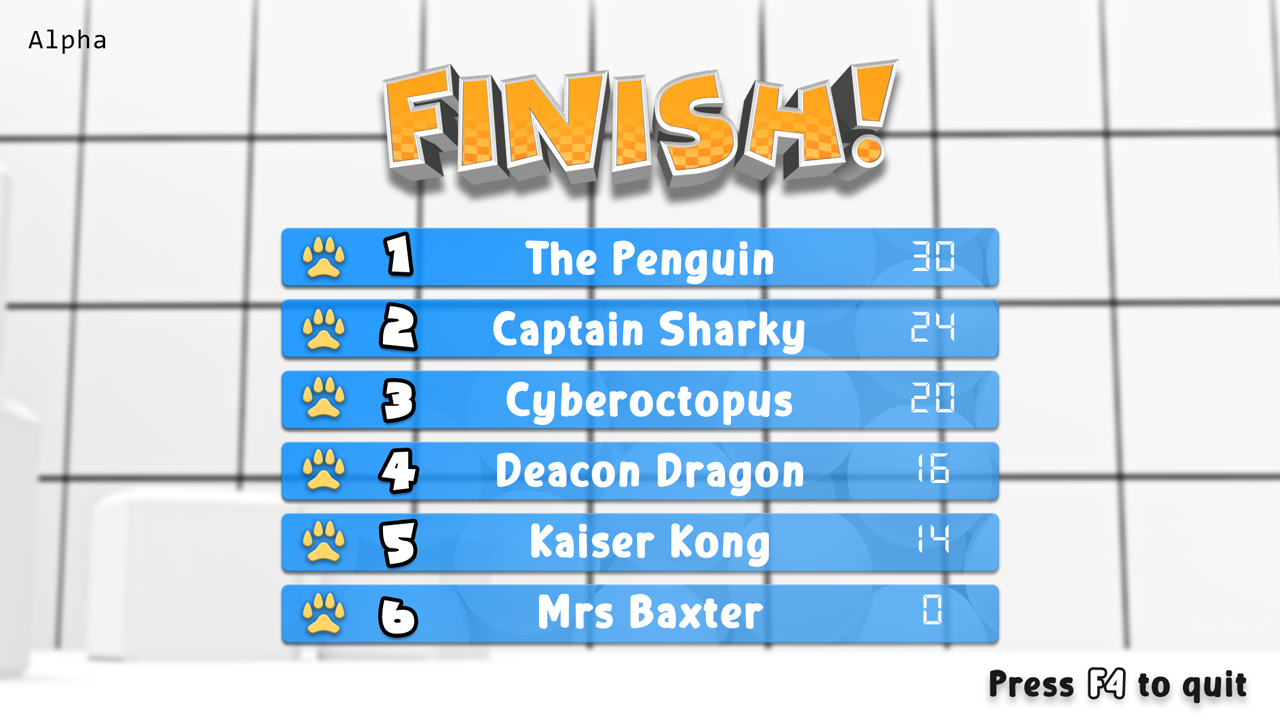 Alpha
FINISH!
1 The Penguin 30
2 Captain Sharky 24
3 Cyberoctopus 20
4 Deacon Dragon 16
5 Kaiser Kong 14
6 Mrs Baxter 0
Press F4 to quit